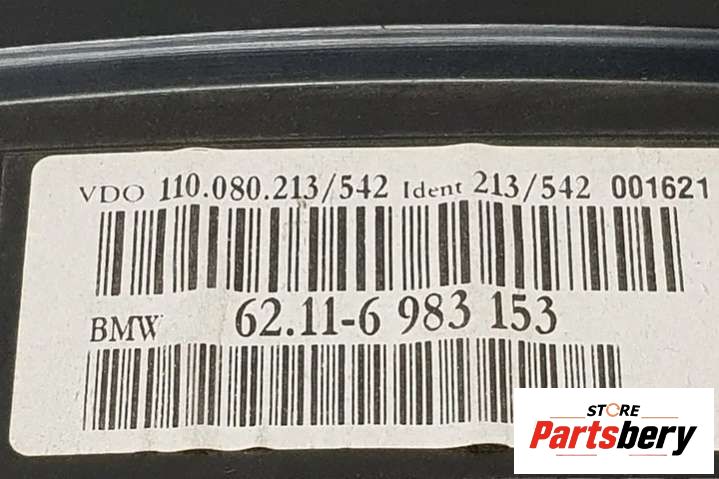 VDO 110.080.213/542 Ident 213/542 001621
BMW 62.11-6 983 153
STORE
Partsbery